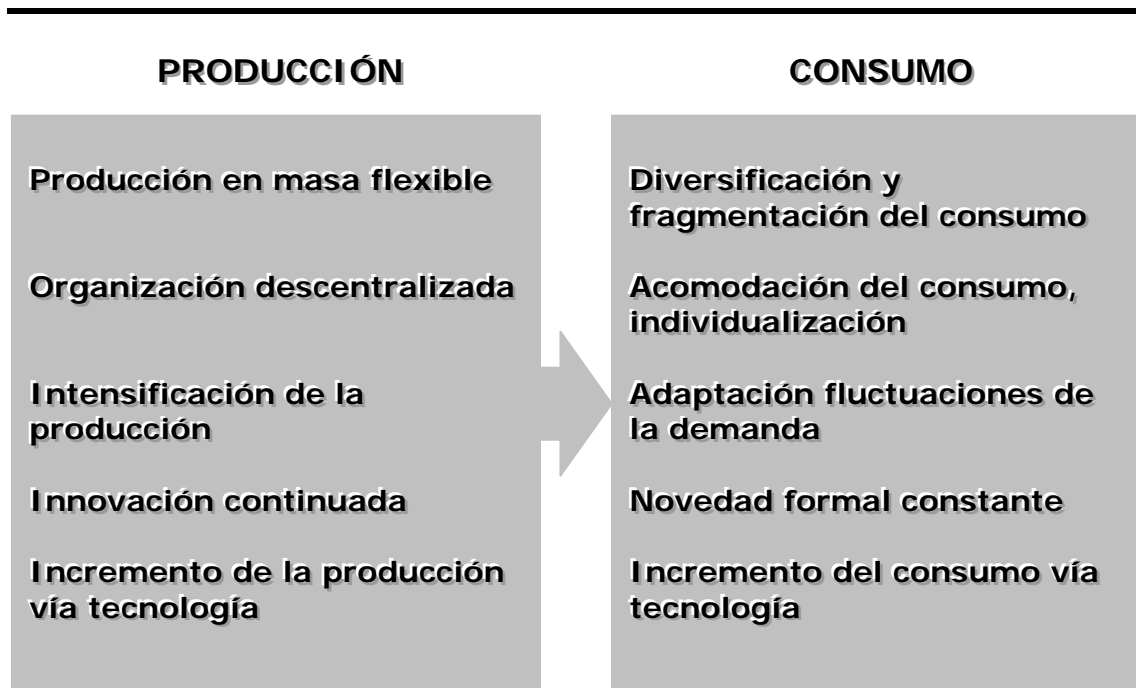 PRODUCCIÓN
Producción en masa flexible
Organización descentralizada
Intensificación de la
producción
Innovación continuada
Incremento de la producción
vía tecnología
CONSUMO
Diversificación y
fragmentación del consumo
Acomodación del consumo,
individualización
Adaptación fluctuaciones de
la demanda
Novedad formal constante
Incremento del consumo vía
tecnología